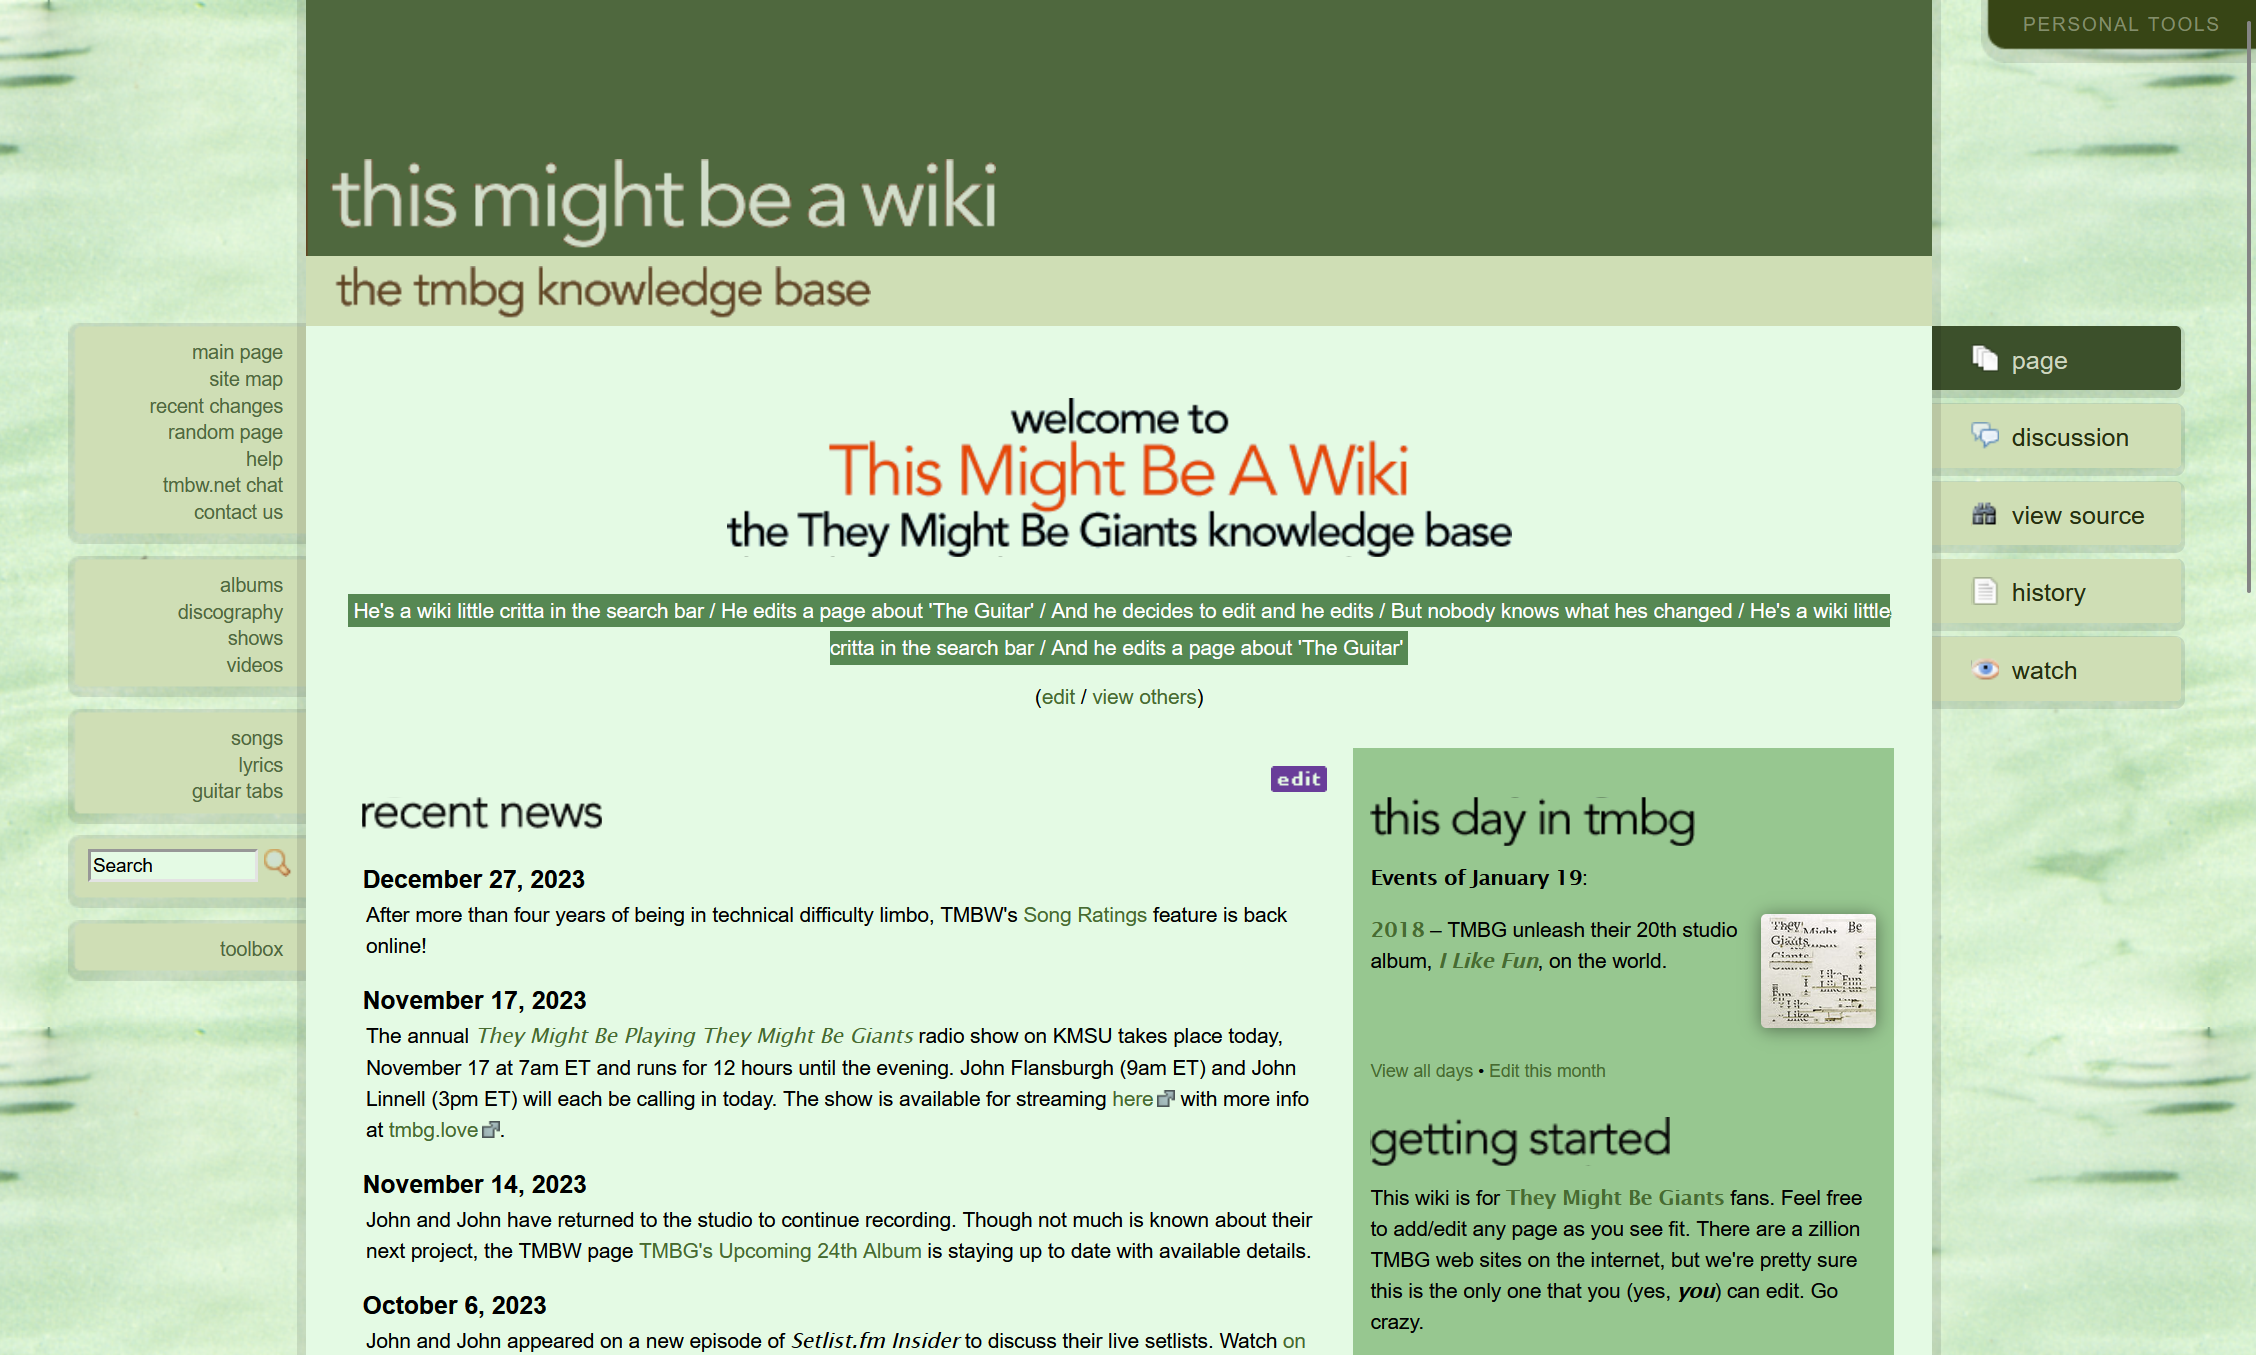 PERSONAL TOOLS
this might be a wiki
the tmbg knowledge base
main page
site map
recent changes
random page
help
tmbw.net chat
contact us
albums
discography
shows
videos
songs
lyrics
guitar tabs
Search
toolbox
page
discussion
view source
history
watch
welcome to
This Might Be A Wiki
the They Might Be Giants knowledge base
He's a wiki little critta in the search bar / He edits a page about 'The Guitar' / And he decides to edit and he edits / But nobody knows what hes changed / He's a wiki little
critta in the search bar / And he edits a page about 'The Guitar'
(edit / view others)
edit
recent news
December 27, 2023
After more than four years of being in technical difficulty limbo, TMBW's Song Ratings feature is back
online!
November 17, 2023
The annual They Might Be Playing They Might Be Giants radio show on KMSU takes place today,
November 17 at 7am ET and runs for 12 hours until the evening. John Flansburgh (9am ET) and John
Linnell (3pm ET) will each be calling in today. The show is available for streaming here with more info
at tmbg.love.
November 14, 2023
John and John have returned to the studio to continue recording. Though not much is known about their
next project, the TMBW page TMBG's Upcoming 24th Album is staying up to date with available details.
October 6, 2023
John and John appeared on a new episode of Setlist.fm Insider to discuss their live setlists. Watch on
this day in tmbg
Events of January 19:
2018 – TMBG unleash their 20th studio
album, I Like Fun, on the world.
They Might Be
Giants
View all days • Edit this month
getting started
This wiki is for They Might Be Giants fans. Feel free
to add/edit any page as you see fit. There are a zillion
TMBG web sites on the internet, but we're pretty sure
this is the only one that you (yes, you) can edit. Go
crazy.